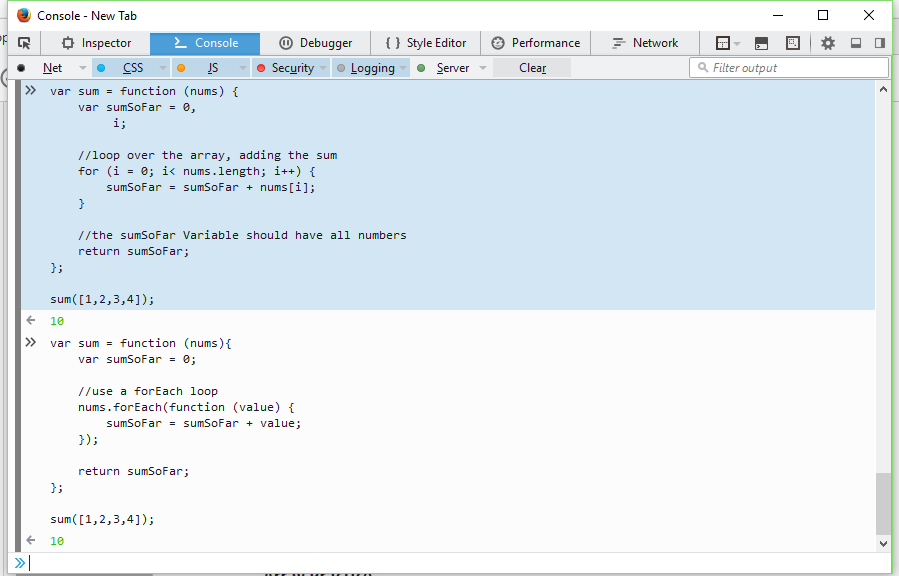 Console - New Tab
Inspector Console Debugger { } Style Editor Performance Network
Net CSS JS Security Logging Server Clear Filter output
var sum = function (nums) {
    var sumSoFar = 0,
         i;
    //loop over the array, adding the sum
    for (i = 0; i< nums.length; i++) {
        sumSoFar = sumSoFar + nums[i];
    }
    //the sumSoFar Variable should have all numbers
    return sumSoFar;
};
sum([1,2,3,4]);
10
var sum = function (nums){
    var sumSoFar = 0;
    //use a forEach loop
    nums.forEach(function (value) {
        sumSoFar = sumSoFar + value;
    });
    return sumSoFar;
};
sum([1,2,3,4]);
10